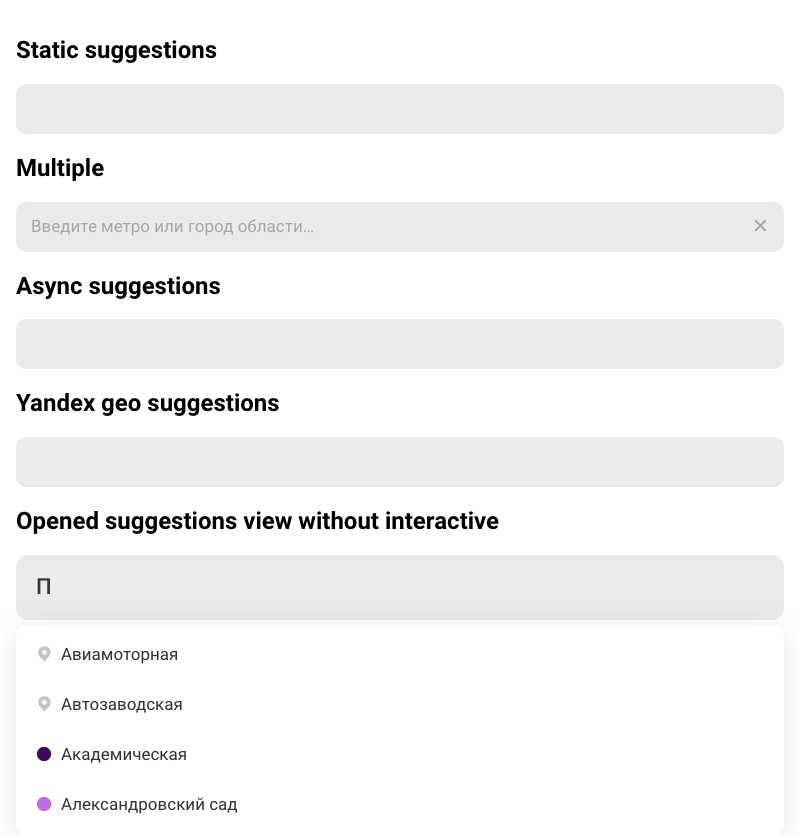 Static suggestions
Multiple
Введите метро или город области…
Async suggestions
Yandex geo suggestions
Opened suggestions view without interactive
П
Авиамоторная
Автозаводская
Академическая
Александровский сад